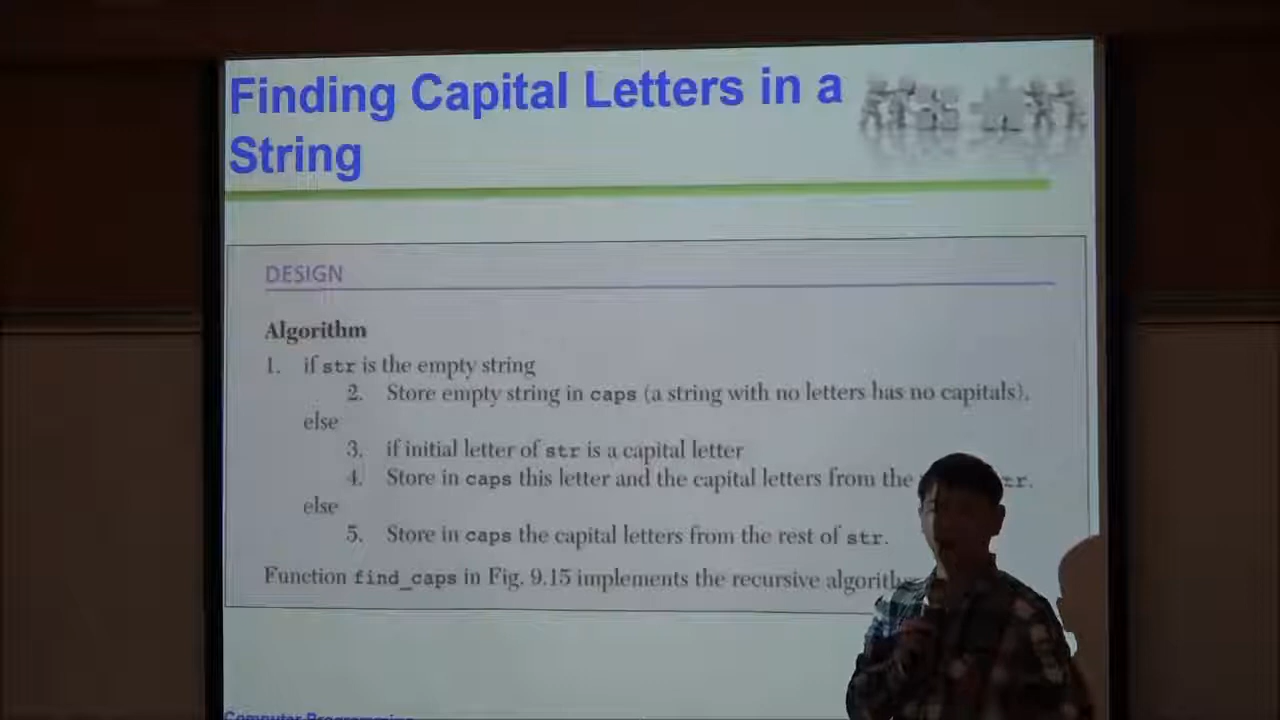 Finding Capital Letters in a
String
DESIGN
Algorithm
1. if str is the empty string
2. Store empty string in caps (a string with no letters has no capitals).
else
3. if initial letter of str is a capital letter
4. Store in caps this letter and the capital letters from the
else
5. Store in caps the capital letters from the rest of str.
Function find_caps in Fig. 9.15 implements the recursive
Computer Programming